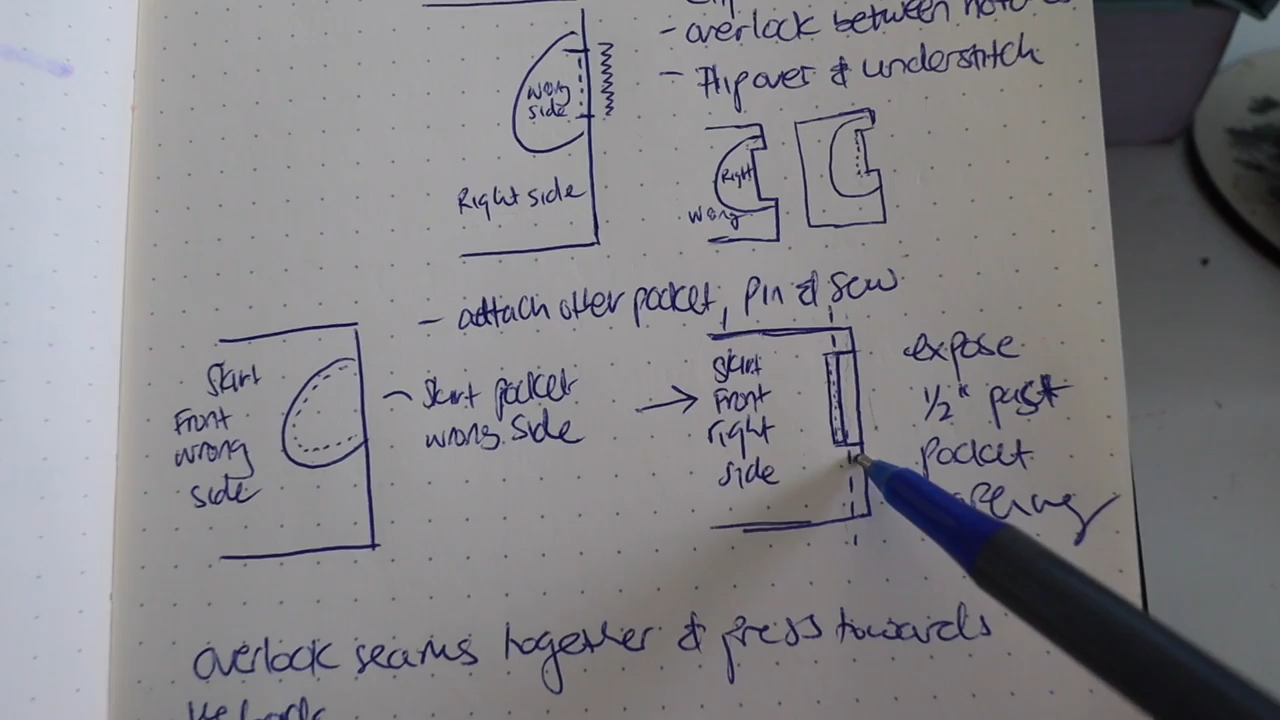 - overlock between
- Flip over & understitch
wrong
side
Right side
Right
wrong
- attach other pocket, pin & sew
Skirt
Front
wrong
side
Skirt pocket
wrong side
Skirt
Front
right
side
expose
1/2" past
pocket
overlock seams together & press towards